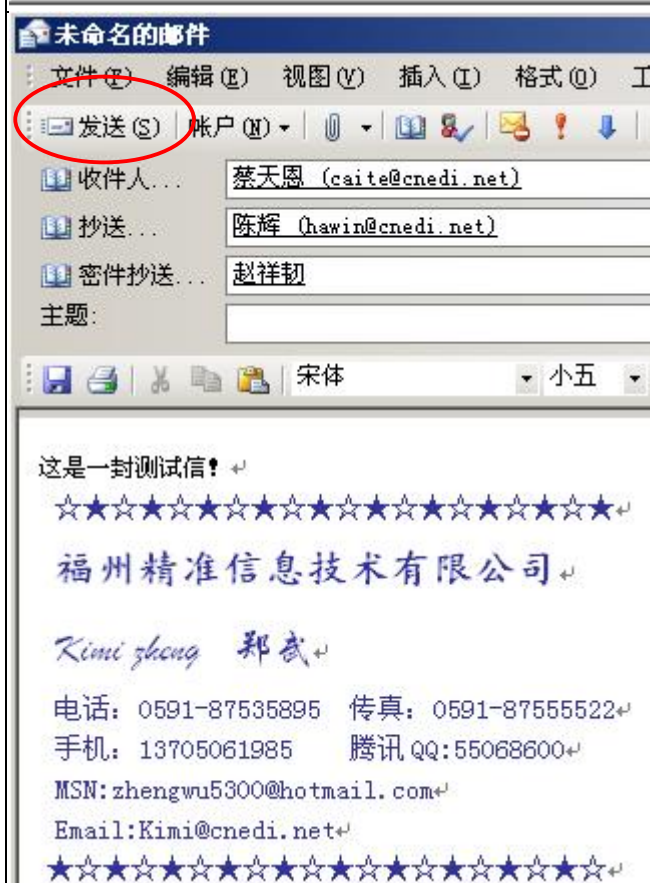 未命名的邮件
文件(F) 编辑(E) 视图(V) 插入(I) 格式(O) 工
发送(S) 帐户(N)
收件人... 蔡天恩 (caite@cnedi.net)
抄送... 陈辉 (hawin@cnedi.net)
密件抄送... 赵祥韧
主题:
宋体 小五
这是一封测试信!
☆★☆★☆★☆★☆★☆★☆★☆★☆★☆★
福州精准信息技术有限公司
Kimi zheng 郑武
电话：0591-87535895 传真：0591-87555522
手机：13705061985 腾讯QQ:55068600
MSN:zhengwu5300@hotmail.com
Email:Kimi@cnedi.net
★☆★☆★☆★☆★☆★☆★☆★☆★☆★☆